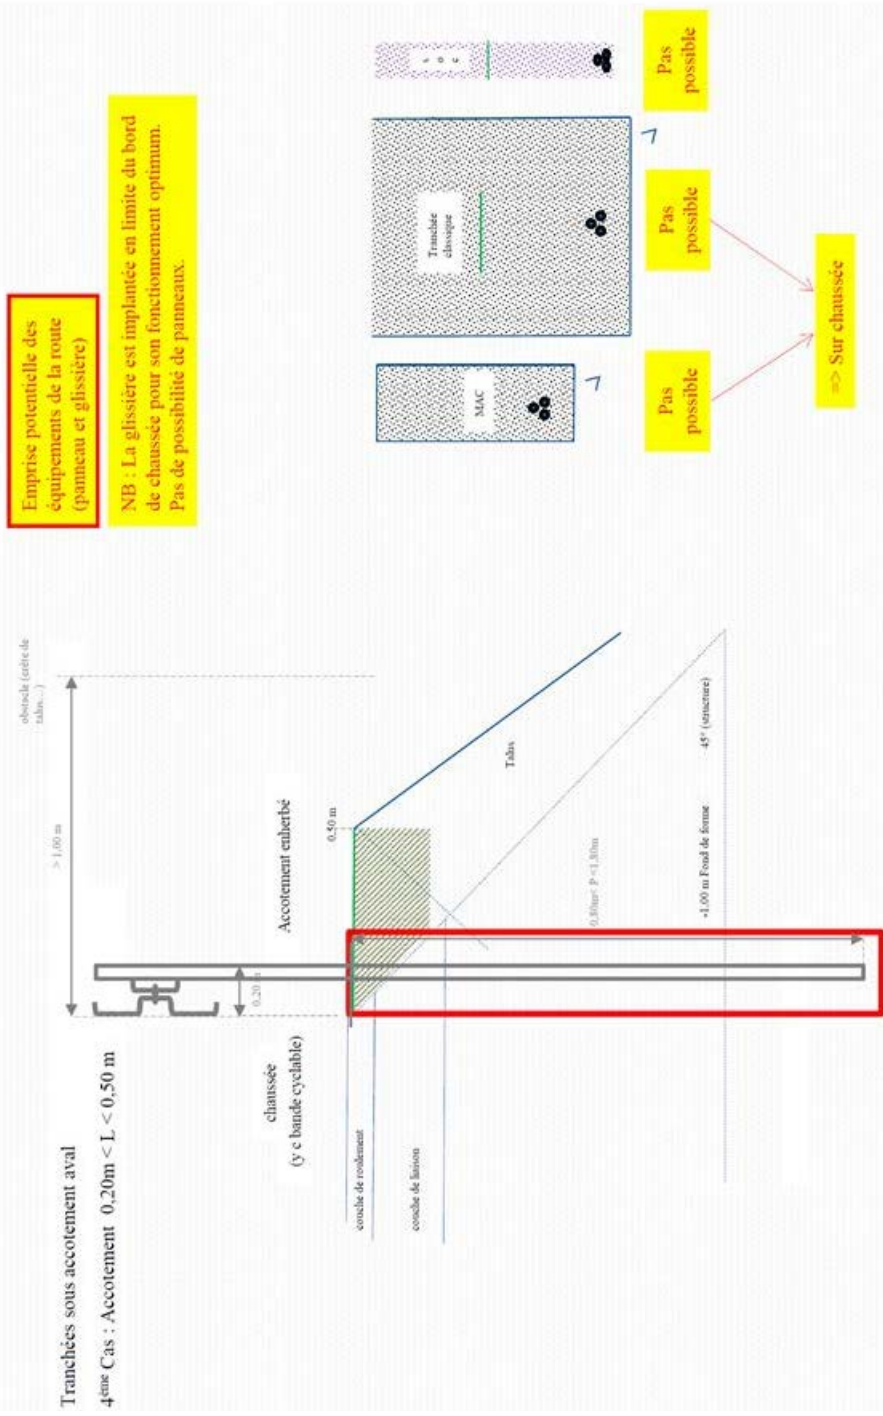 Tranchées sous accotement aval
4ème Cas : Accotement 0,20m < L < 0,50 m
Emprise potentielle des
équipements de la route
(panneau et glissière)
NB : La glissière est implantée en limite du bord
de chaussée pour son fonctionnement optimum.
Pas de possibilité de panneaux.
obstacle (crète de
talus...)
> 1,00 m
0,20 m
chaussée
(y c bande cyclable)
Accotement enherbé
0,50 m
couche de roulement
couche de liaison
Talus
0,80m< P <1,80m
-1.00 m Fond de forme
45° (structure)
MAC
Tranchée
classique
s
o
c
Pas
possible
Pas
possible
Pas
possible
=> Sur chaussée